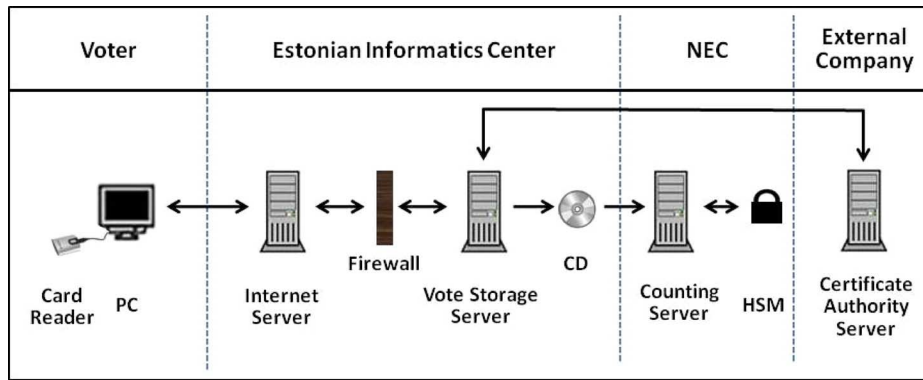 Voter
Estonian Informatics Center
NEC
External
Company
Card
Reader
PC
Internet
Server
Firewall
Vote Storage
Server
CD
Counting
Server
HSM
Certificate
Authority
Server